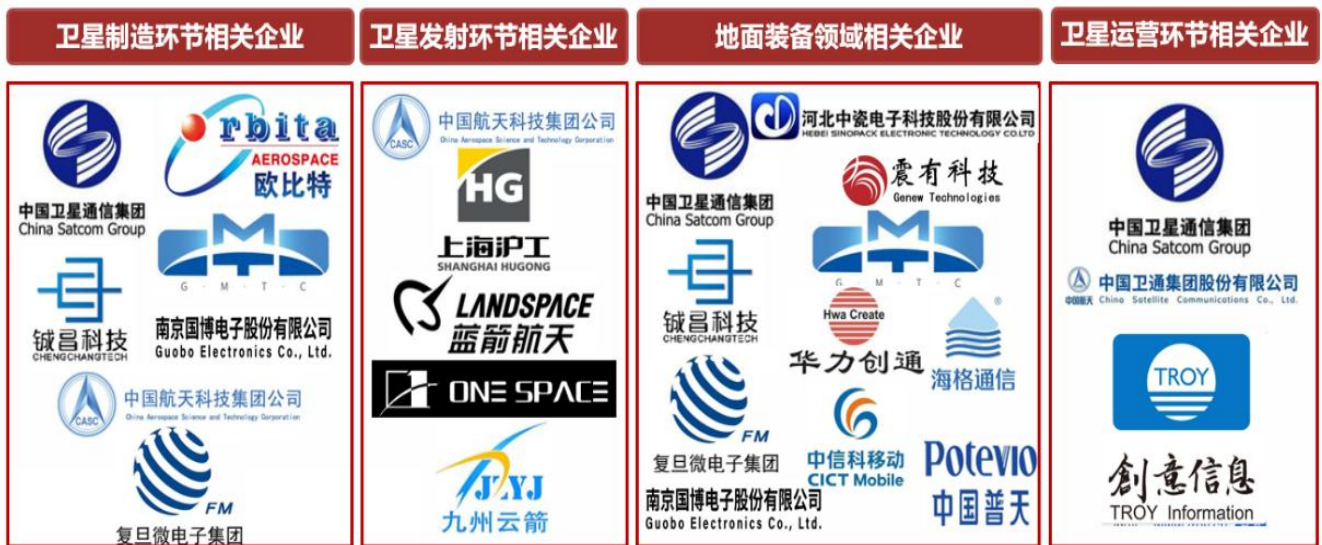 卫星制造环节相关企业
卫星发射环节相关企业
地面装备领域相关企业
卫星运营环节相关企业
中国卫星通信集团
China Satcom Group
Orbita
AEROSPACE
欧比特
GMTC
G · M · T · C
铖昌科技
CHENGCHANGTECH
南京国博电子股份有限公司
Guobo Electronics Co., Ltd.
CASC
中国航天科技集团公司
China Aerospace Science and Technology Corporation
FM
复旦微电子集团
CASC
中国航天科技集团公司
China Aerospace Science and Technology Corporation
HG
上海沪工
SHANGHAI HUGONG
LANDSPACE
蓝箭航天
ONE SPACE
JZYJ
九州云箭
中国卫星通信集团
China Satcom Group
河北中瓷电子科技股份有限公司
HEBEI SINOPACK ELECTRONIC TECHNOLOGY CO.LTD
震有科技
Genew Technologies
GMTC
G · M · T · C
铖昌科技
CHENGCHANGTECH
Hwa Create
华力创通
海格通信
FM
复旦微电子集团
中信科移动
CICT Mobile
Potevio
中国普天
南京国博电子股份有限公司
Guobo Electronics Co., Ltd.
中国卫星通信集团
China Satcom Group
中国航天
中国卫通集团股份有限公司
China Satellite Communications Co., Ltd.
TROY
創意信息
TROY Information